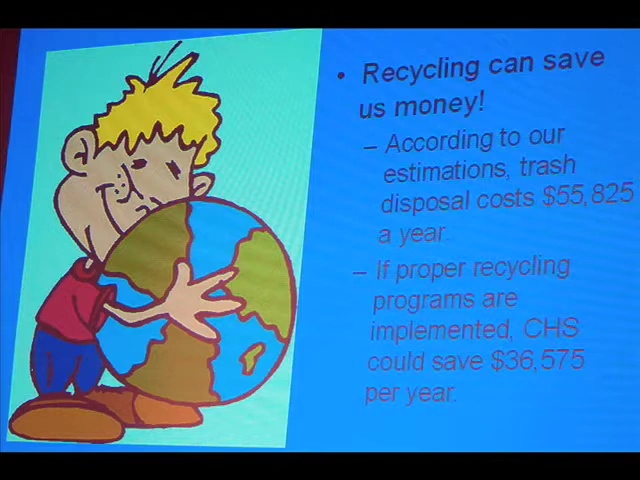 • Recycling can save
us money!
– According to our
estimations, trash
disposal costs $55,825
a year.
– If proper recycling
programs are
implemented, CHS
could save $36,575
per year.